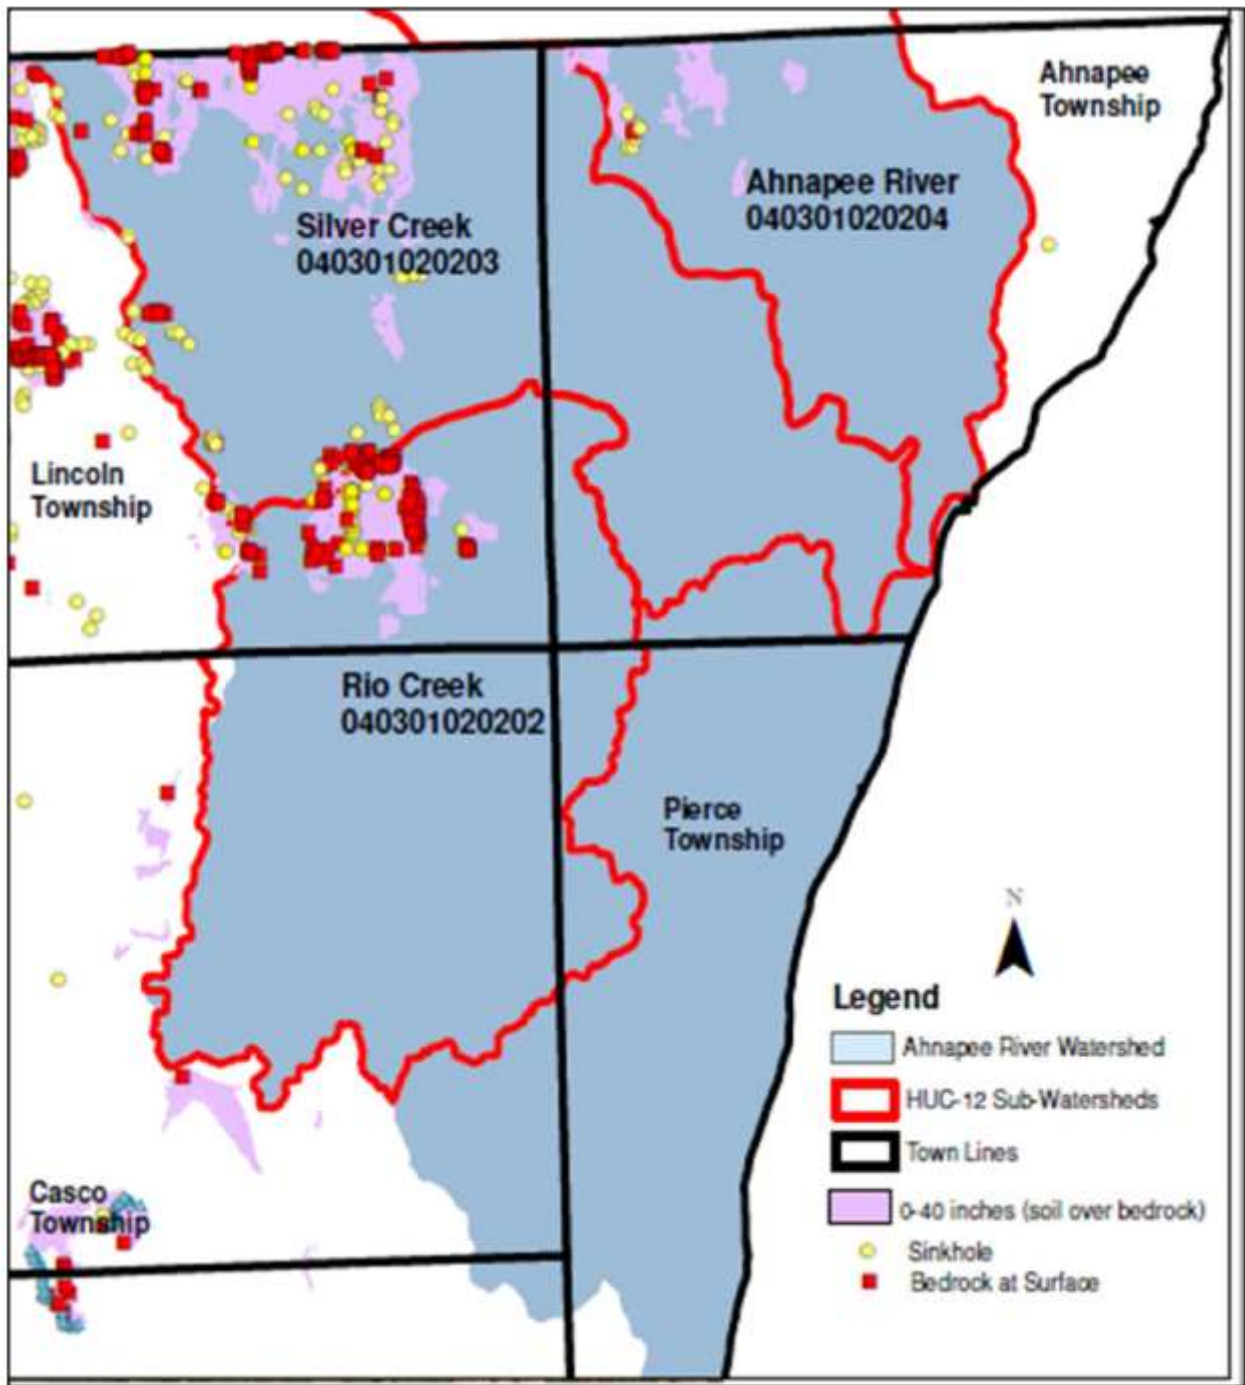 Ahnapee
Township
Ahnapee River
040301020204
Silver Creek
040301020203
Lincoln
Township
Rio Creek
040301020202
Pierce
Township
N
Legend
Ahnapee River Watershed
HUC-12 Sub-Watersheds
Town Lines
0-40 inches (soil over bedrock)
Sinkhole
Bedrock at Surface
Casco
Township